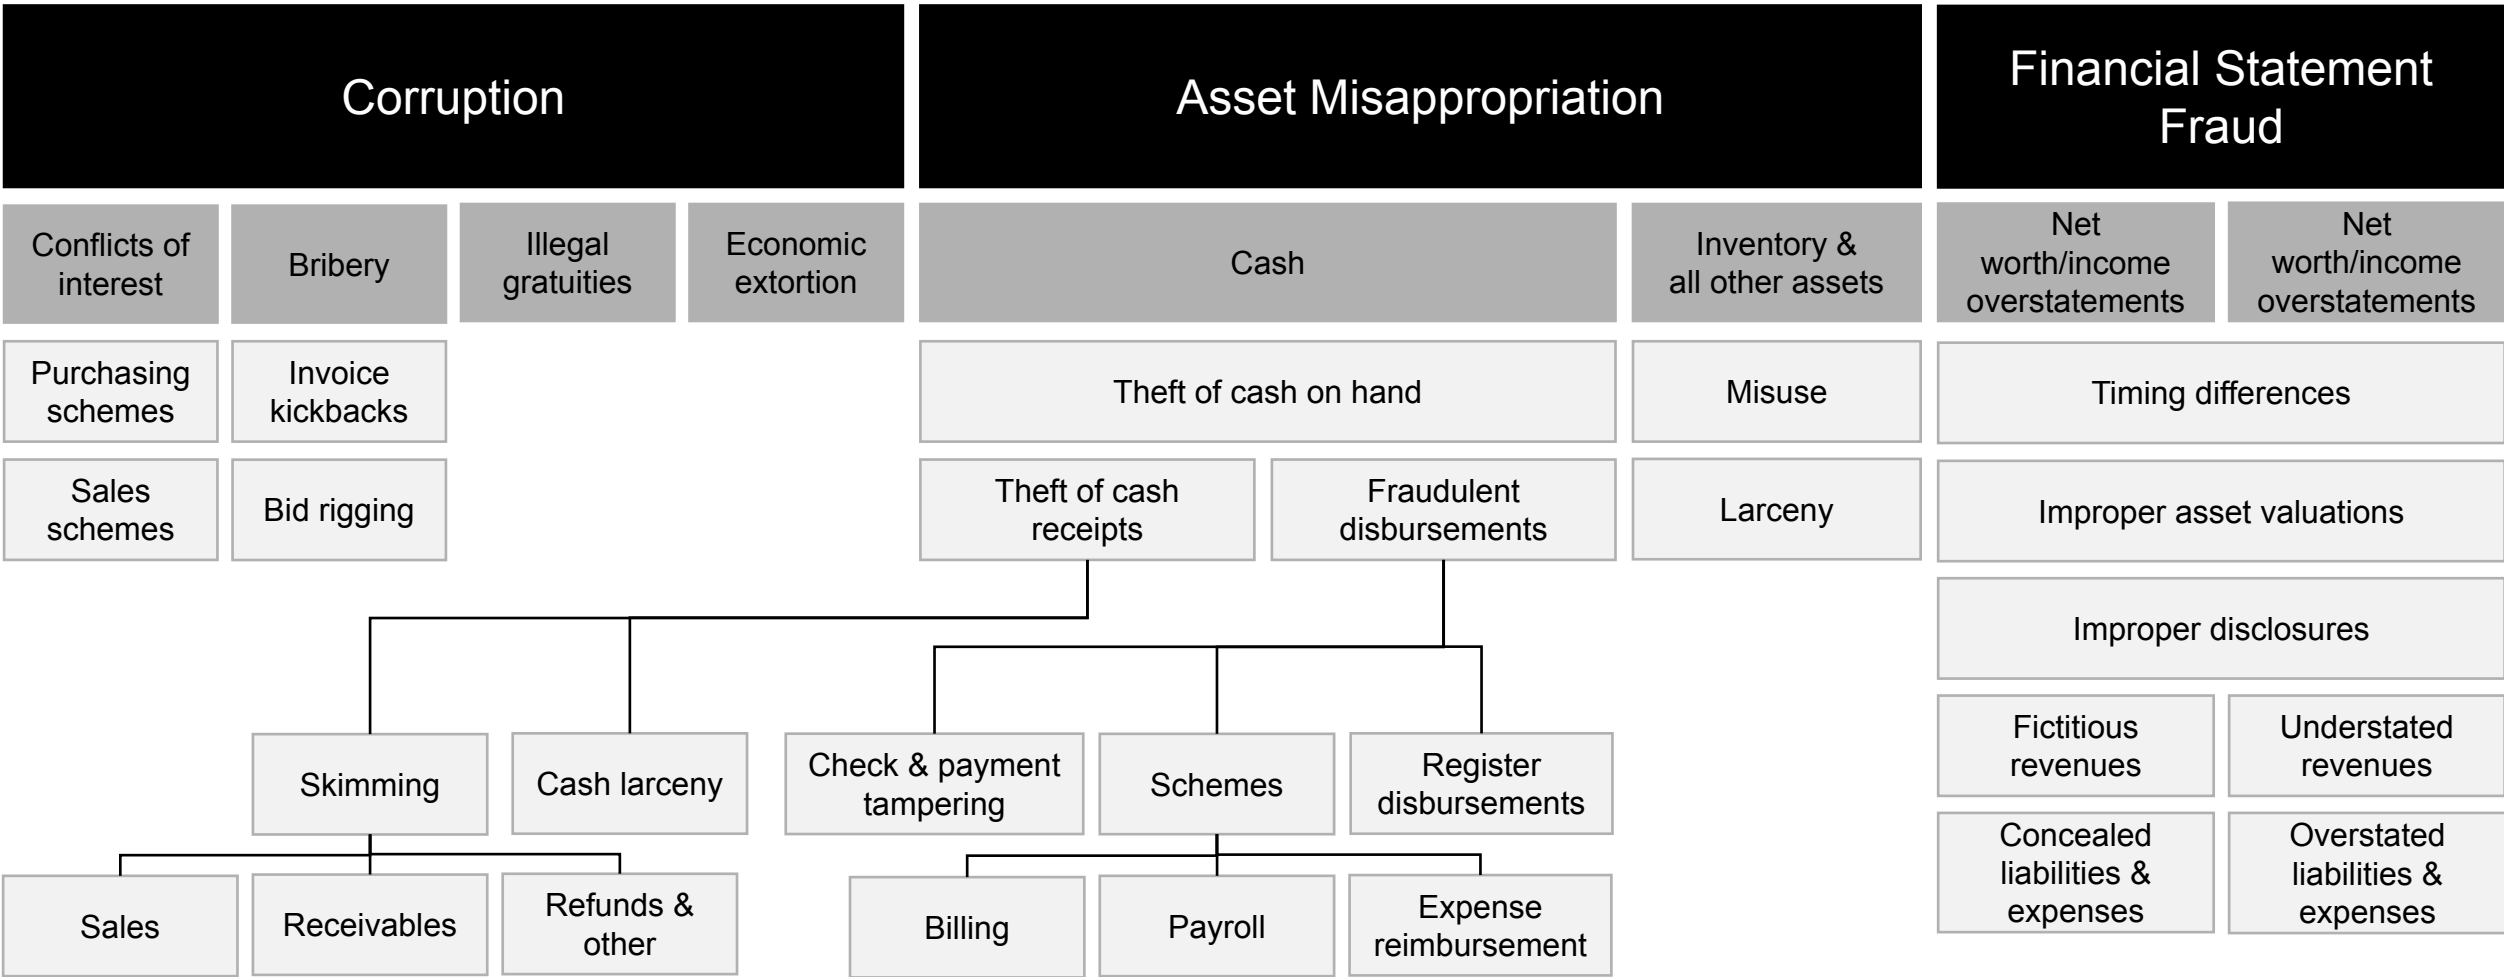 Corruption
Asset Misappropriation
Financial Statement
Fraud
Conflicts of
interest
Bribery
Illegal
gratuities
Economic
extortion
Cash
Inventory &
all other assets
Net
worth/income
overstatements
Net
worth/income
overstatements
Purchasing
schemes
Invoice
kickbacks
Theft of cash on hand
Misuse
Timing differences
Sales
schemes
Bid rigging
Theft of cash
receipts
Fraudulent
disbursements
Larceny
Improper asset valuations
Improper disclosures
Skimming
Cash larceny
Check & payment
tampering
Schemes
Register
disbursements
Fictitious
revenues
Understated
revenues
Sales
Receivables
Refunds &
other
Billing
Payroll
Expense
reimbursement
Concealed
liabilities &
expenses
Overstated
liabilities &
expenses